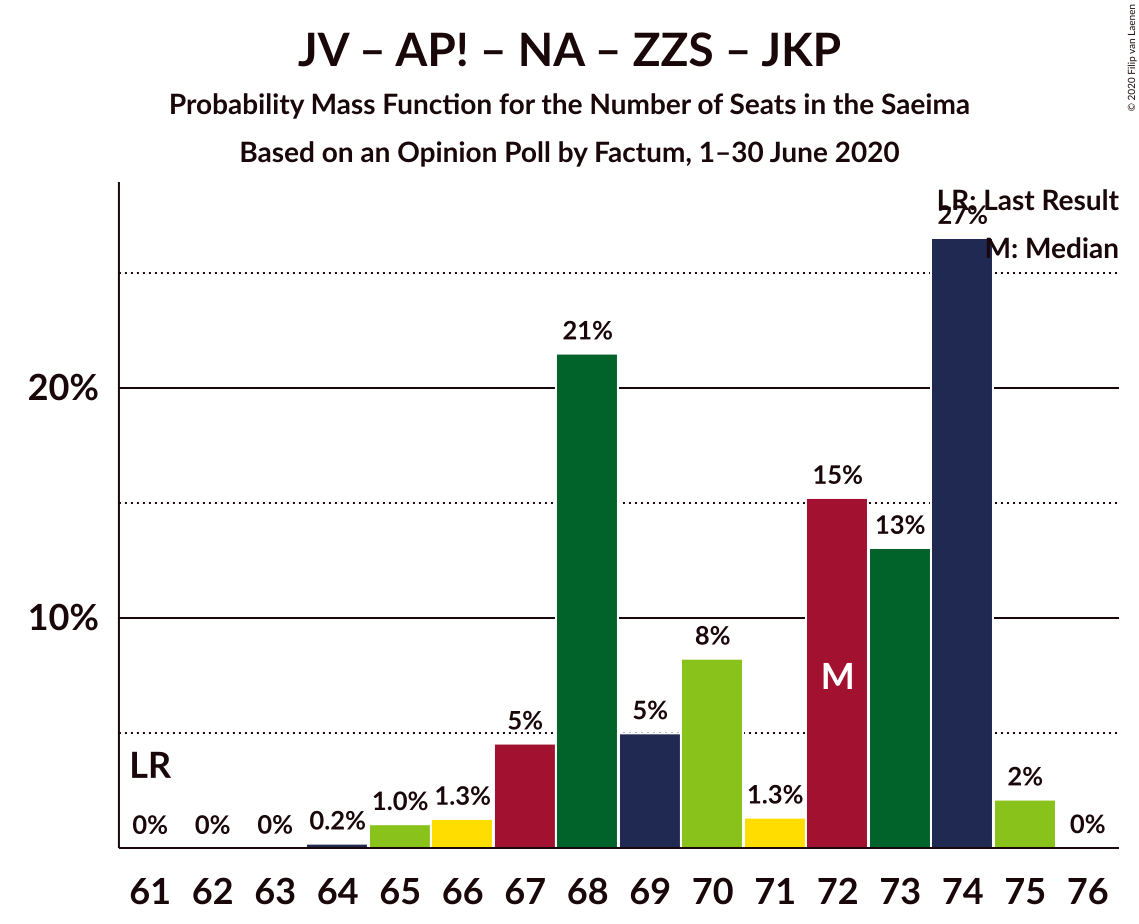 JV – AP! – NA – ZZS – JKP
Probability Mass Function for the Number of Seats in the Saeima
Based on an Opinion Poll by Factum, 1–30 June 2020
© 2020 Filip van Laenen
LR: Last Result
M: Median
27%
21%
20%
15%
13%
10%
8%
M
5%
5%
LR
2%
1.3%
1.3%
1.0%
0.2%
0%
0%
0%
0%
61 62 63 64 65 66 67 68 69 70 71 72 73 74 75 76